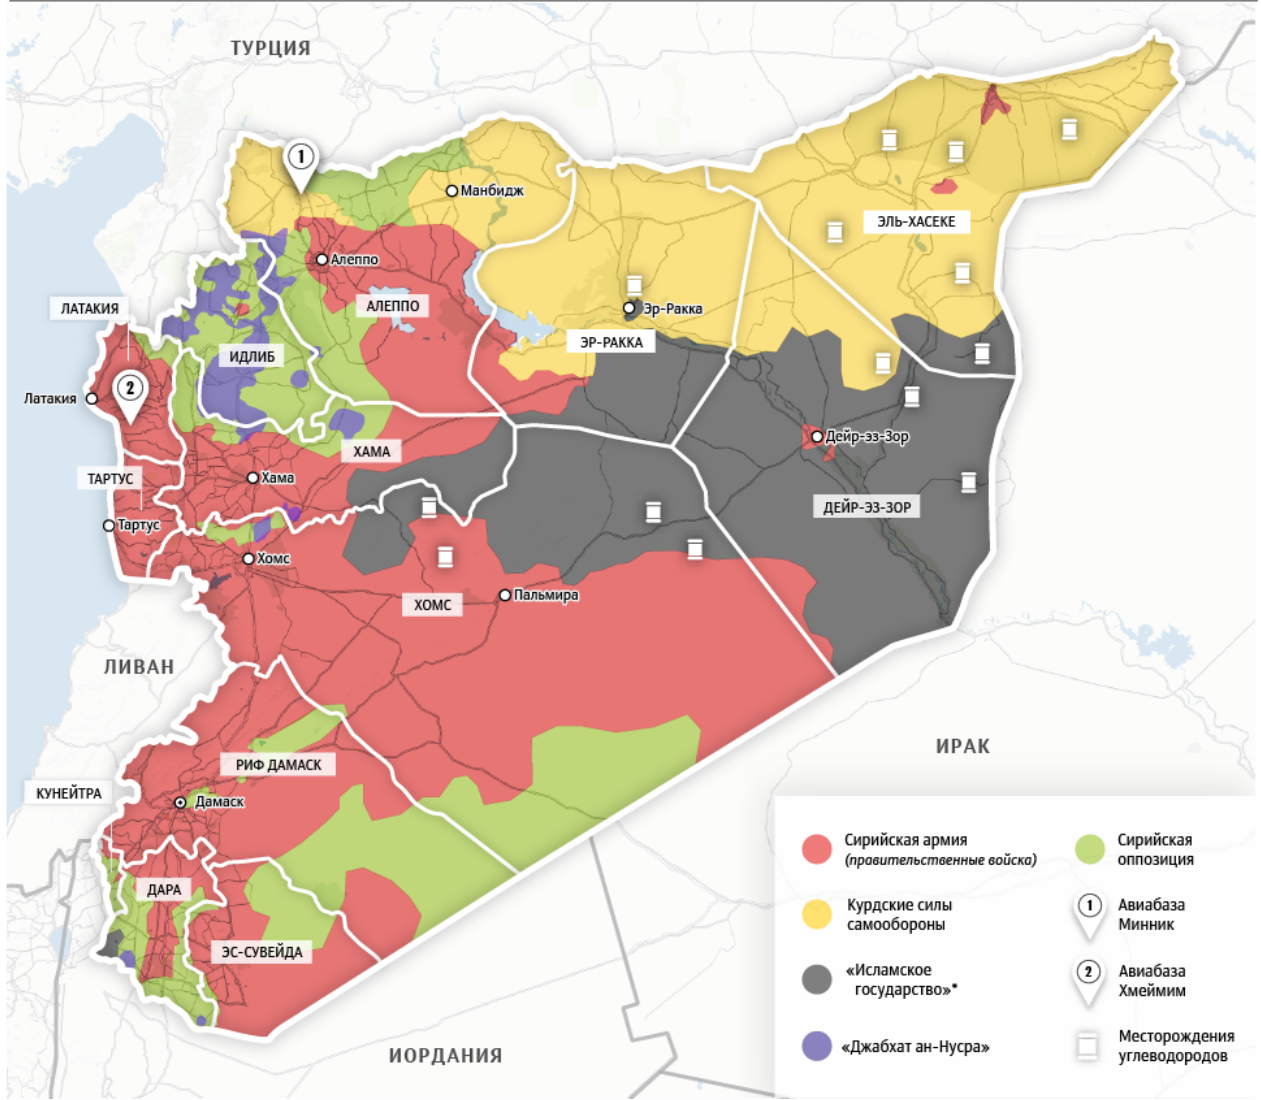 ТУРЦИЯ
1
Манбидж
ЭЛЬ-ХАСЕКЕ
Алеппо
ЛАТАКИЯ
АЛЕППО
Эр-Ракка
ЭР-РАККА
ИДЛИБ
2
Латакия
Дейр-эз-Зор
ХАМА
Хама
ТАРТУС
ДЕЙР-ЭЗ-ЗОР
Тартус
Хомс
ХОМС
Пальмира
ЛИВАН
ИРАК
РИФ ДАМАСК
КУНЕЙТРА
Дамаск
ДАРА
ЭС-СУВЕЙДА
ИОРДАНИЯ
Сирийская армия
(правительственные войска)
Курдские силы
самообороны
«Исламское
государство»*
«Джабхат ан-Нусра»
Сирийская
оппозиция
1
Авиабаза
Минник
2
Авиабаза
Хмеймим
Месторождения
углеводородов